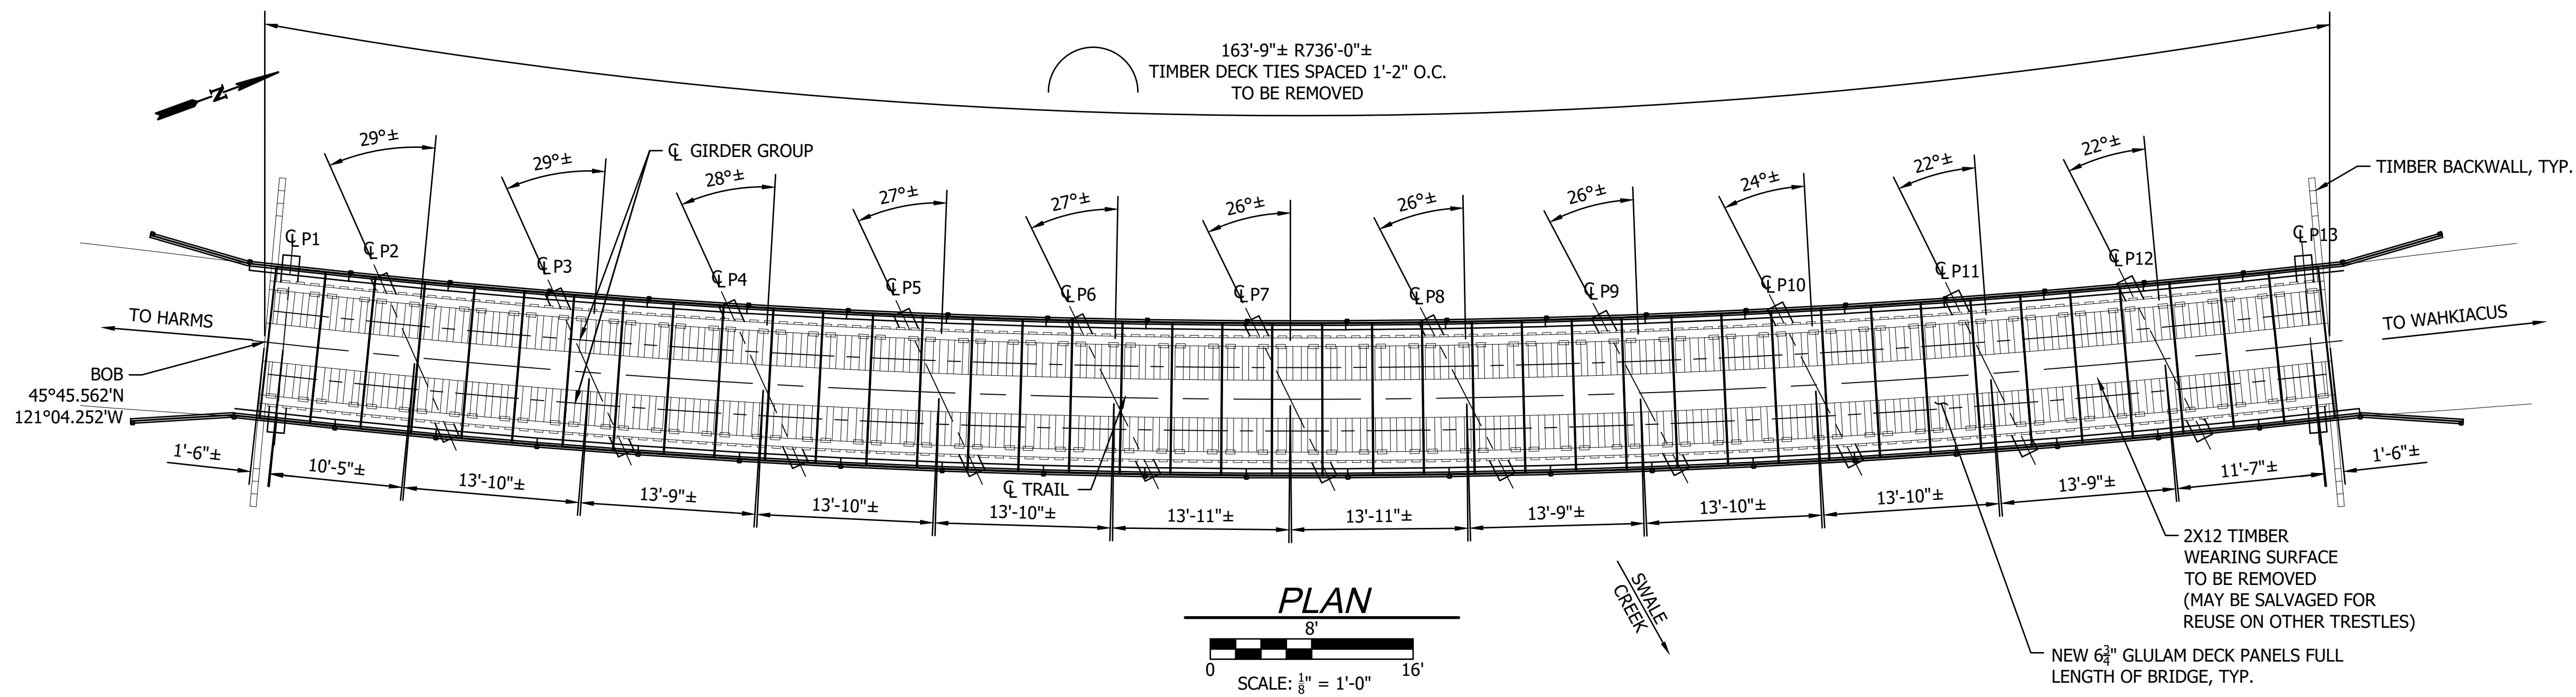 163'-9"± R736'-0"±
TIMBER DECK TIES SPACED 1'-2" O.C.
TO BE REMOVED
N
29°±
29°±
28°±
27°±
27°±
26°±
26°±
26°±
24°±
22°±
22°±
℄ GIRDER GROUP
TIMBER BACKWALL, TYP.
℄ P1
℄ P2
℄ P3
℄ P4
℄ P5
℄ P6
℄ P7
℄ P8
℄ P9
℄ P10
℄ P11
℄ P12
℄ P13
TO HARMS
TO WAHKIACUS
BOB
45°45.562'N
121°04.252'W
℄ TRAIL
1'-6"±
10'-5"±
13'-10"±
13'-9"±
13'-10"±
13'-10"±
13'-11"±
13'-11"±
13'-9"±
13'-10"±
13'-10"±
13'-9"±
11'-7"±
1'-6"±
SWALE
CREEK
2X12 TIMBER
WEARING SURFACE
TO BE REMOVED
(MAY BE SALVAGED FOR
REUSE ON OTHER TRESTLES)
NEW 6¾" GLULAM DECK PANELS FULL
LENGTH OF BRIDGE, TYP.
PLAN
8'
0 16'
SCALE: ⅛" = 1'-0"